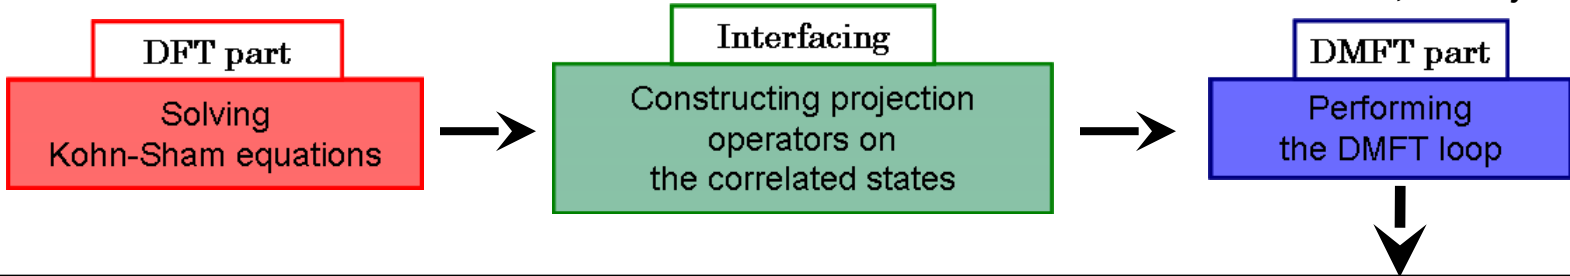 DFT part
Solving
Kohn-Sham equations
Interfacing
Constructing projection
operators on
the correlated states
DMFT part
Performing
the DMFT loop